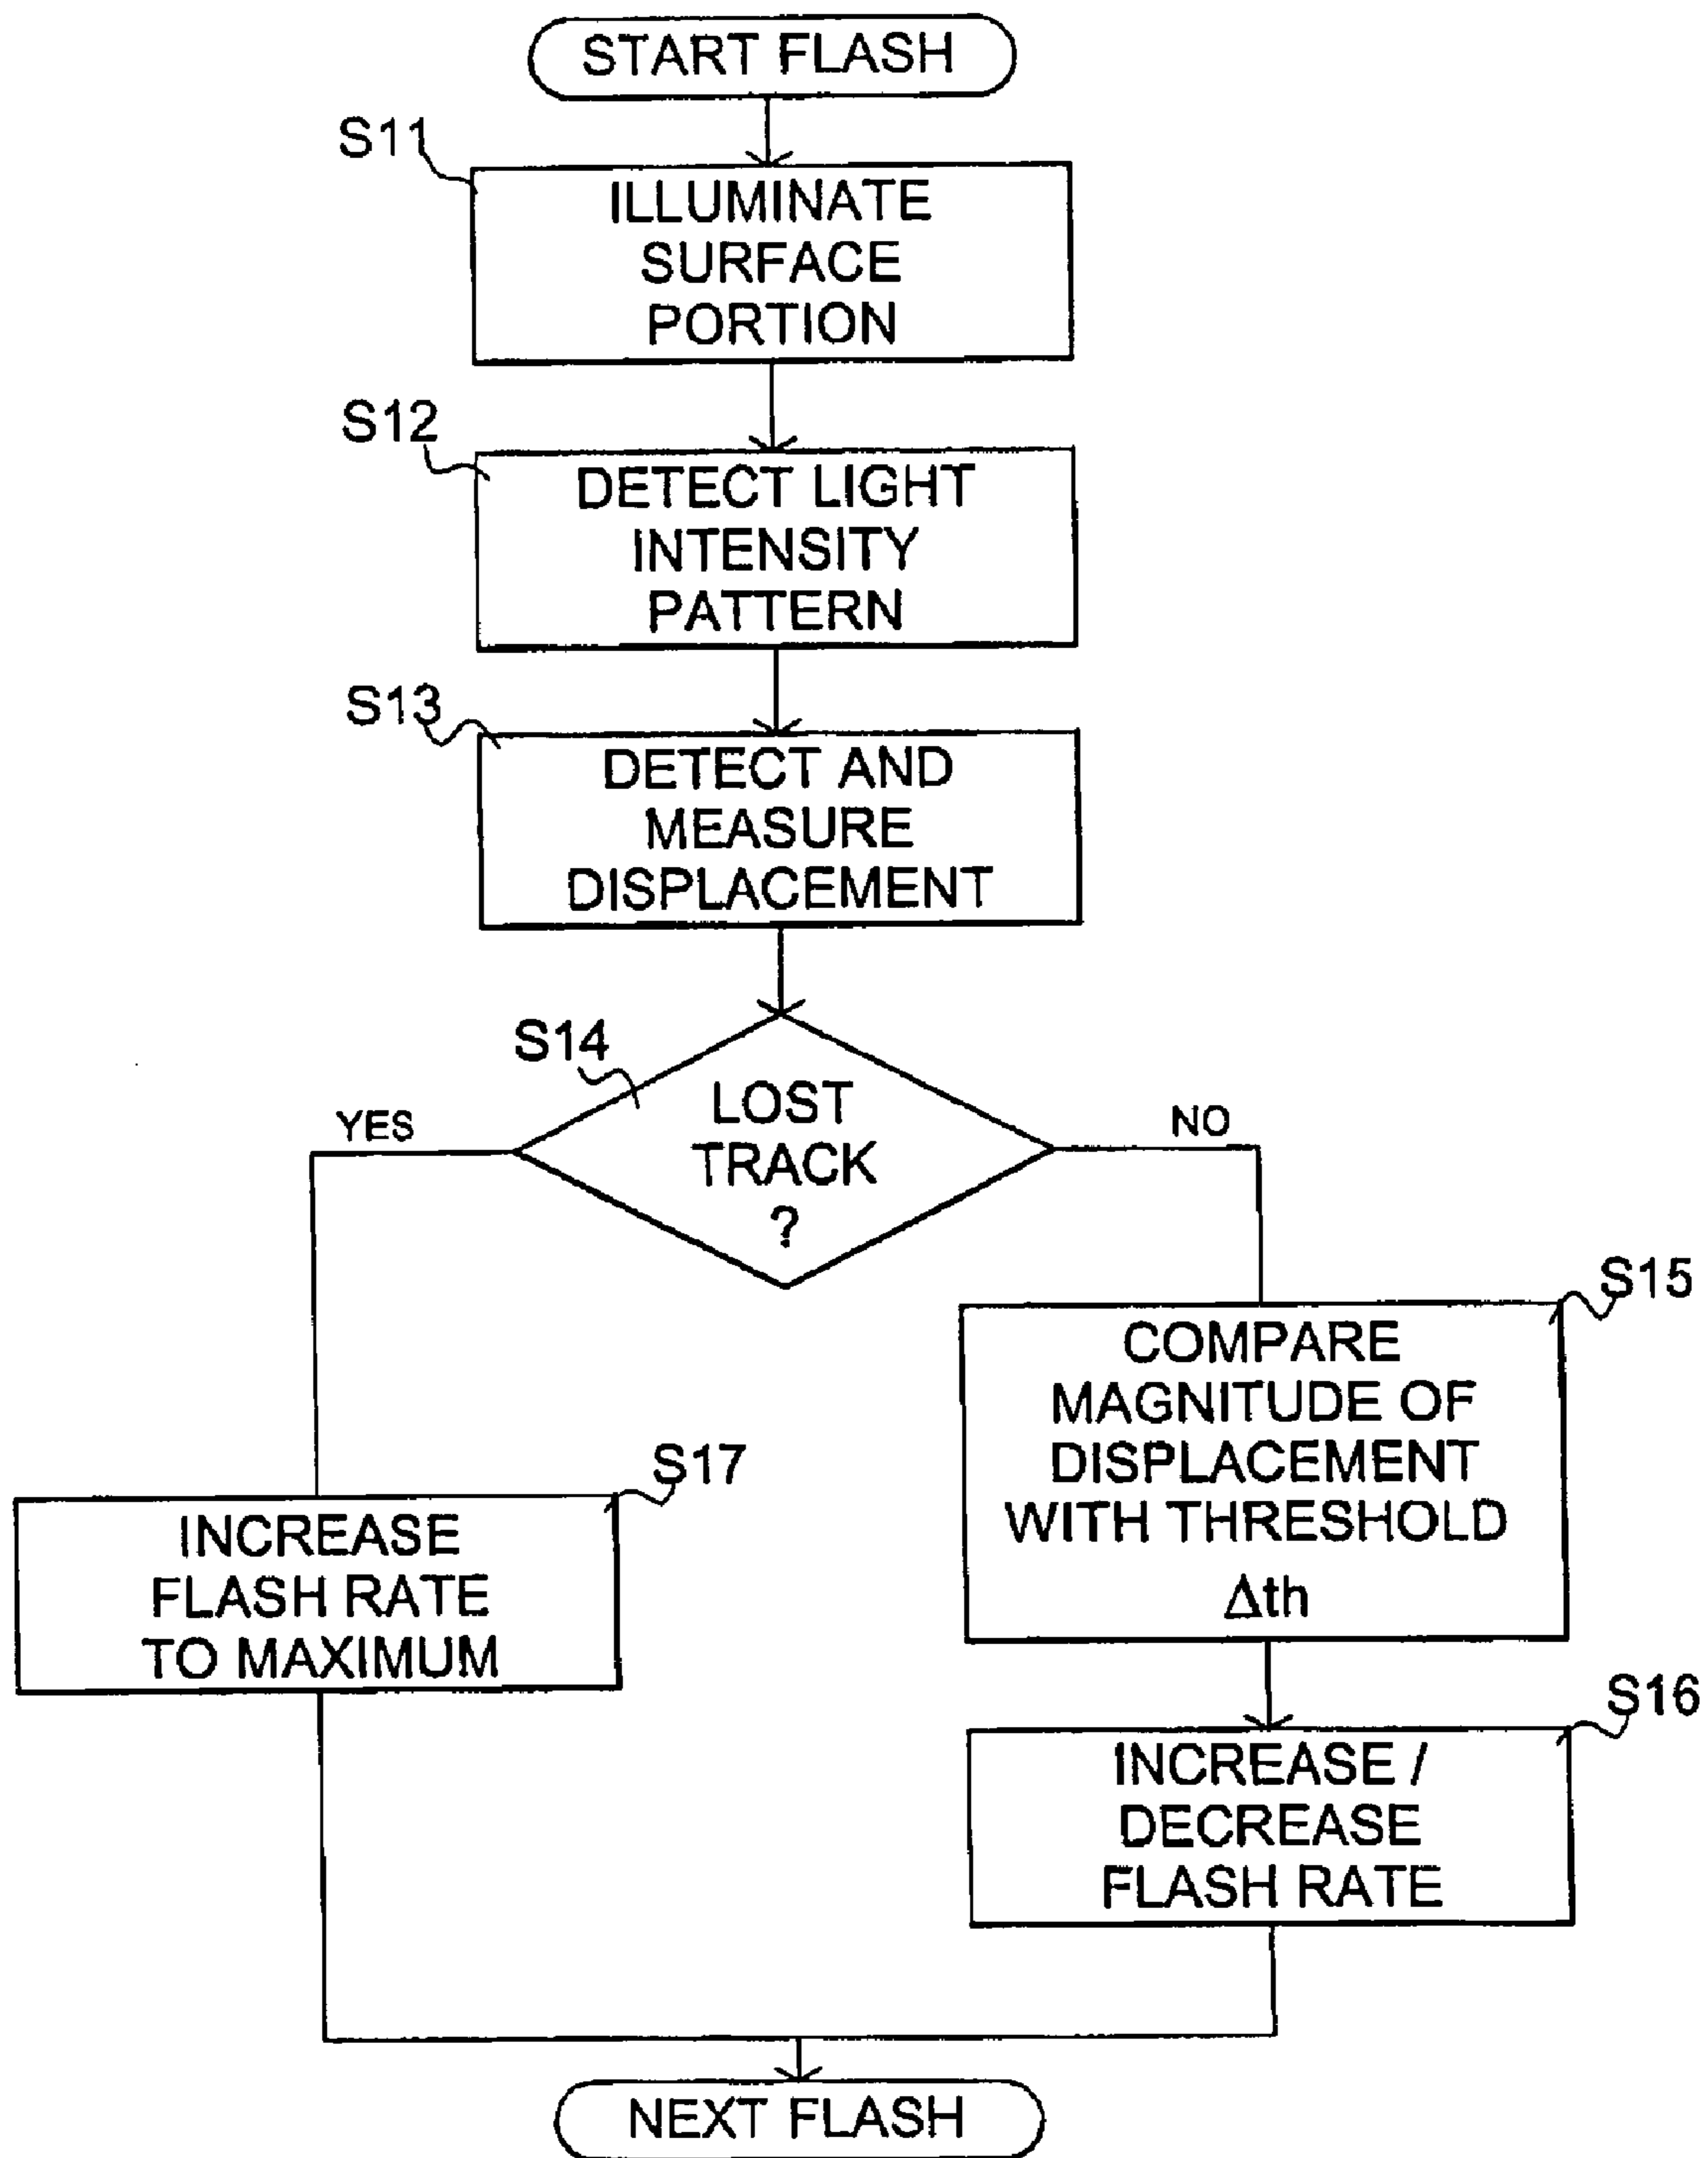 START FLASH
S11
ILLUMINATE
SURFACE
PORTION
S12
DETECT LIGHT
INTENSITY
PATTERN
S13
DETECT AND
MEASURE
DISPLACEMENT
S14
LOST
TRACK
?
YES
NO
S15
COMPARE
MAGNITUDE OF
DISPLACEMENT
WITH THRESHOLD
Δth
S17
INCREASE
FLASH RATE
TO MAXIMUM
S16
INCREASE /
DECREASE
FLASH RATE
NEXT FLASH